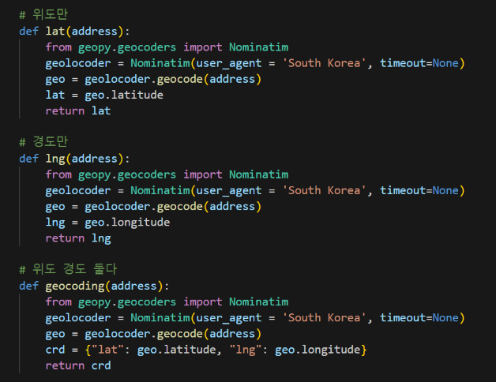 # 위도만
def lat(address):
    from geopy.geocoders import Nominatim
    geolocoder = Nominatim(user_agent = 'South Korea', timeout=None)
    geo = geolocoder.geocode(address)
    lat = geo.latitude
    return lat

# 경도만
def lng(address):
    from geopy.geocoders import Nominatim
    geolocoder = Nominatim(user_agent = 'South Korea', timeout=None)
    geo = geolocoder.geocode(address)
    lng = geo.longitude
    return lng

# 위도 경도 둘다
def geocoding(address):
    from geopy.geocoders import Nominatim
    geolocoder = Nominatim(user_agent = 'South Korea', timeout=None)
    geo = geolocoder.geocode(address)
    crd = {"lat": geo.latitude, "lng": geo.longitude}
    return crd